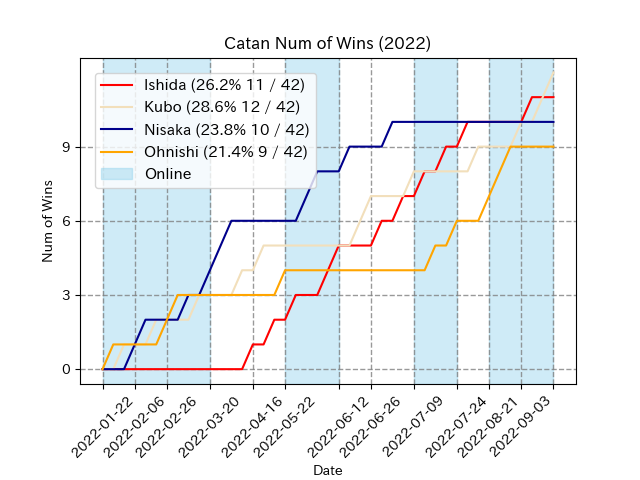 Catan Num of Wins (2022)
Ishida (26.2% 11 / 42)
Kubo (28.6% 12 / 42)
Nisaka (23.8% 10 / 42)
Ohnishi (21.4% 9 / 42)
Online
Num of Wins
9
6
3
0
2022-01-22
2022-02-06
2022-02-26
2022-03-20
2022-04-16
2022-05-22
2022-06-12
2022-06-26
2022-07-09
2022-07-24
2022-08-21
2022-09-03
Date